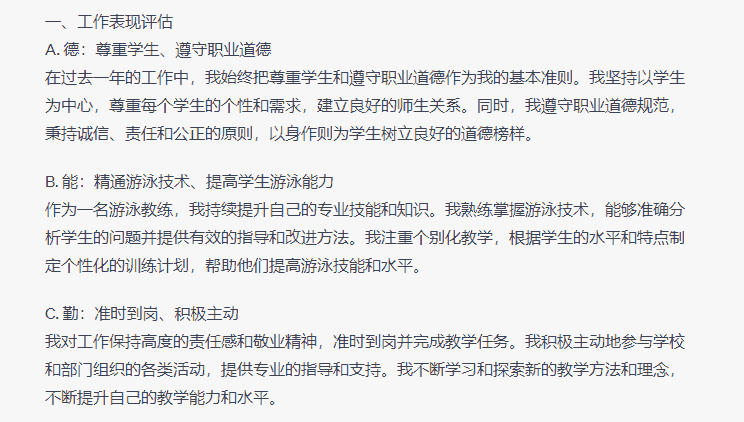 一、工作表现评估
A. 德：尊重学生、遵守职业道德
在过去一年的工作中，我始终把尊重学生和遵守职业道德作为我的基本准则。我坚持以学生
为中心，尊重每个学生的个性和需求，建立良好的师生关系。同时，我遵守职业道德规范，
秉持诚信、责任和公正的原则，以身作则为学生树立良好的道德榜样。
B. 能：精通游泳技术、提高学生游泳能力
作为一名游泳教练，我持续提升自己的专业技能和知识。我熟练掌握游泳技术，能够准确分
析学生的问题并提供有效的指导和改进方法。我注重个别化教学，根据学生的水平和特点制
定个性化的训练计划，帮助他们提高游泳技能和水平。
C. 勤：准时到岗、积极主动
我对工作保持高度的责任感和敬业精神，准时到岗并完成教学任务。我积极主动地参与学校
和部门组织的各类活动，提供专业的指导和支持。我不断学习和探索新的教学方法和理念，
不断提升自己的教学能力和水平。